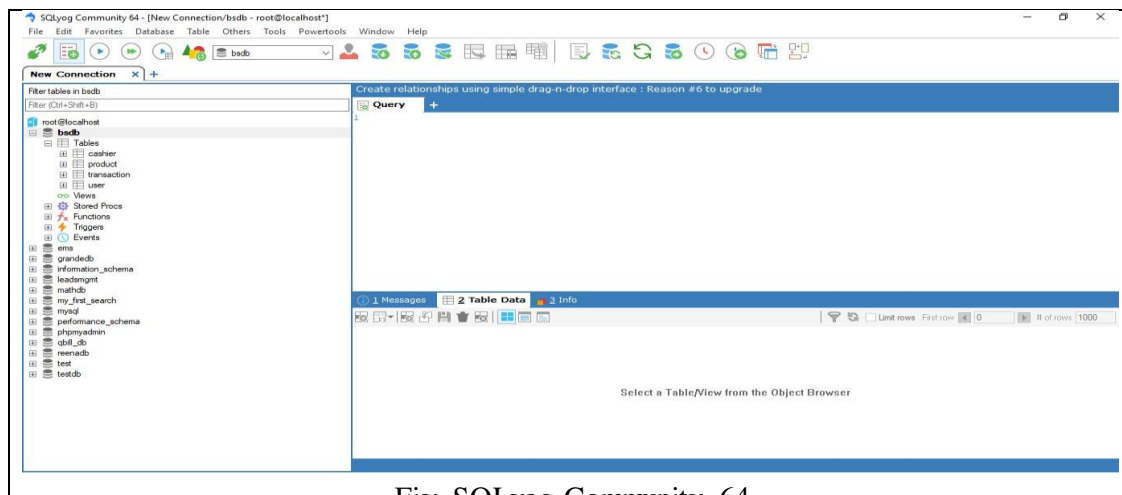 SQLyog Community 64 - [New Connection/bsdb - root@localhost*]
File Edit Favorites Database Table Others Tools Powertools Window Help
bsdb
New Connection X +
Filter tables in bsdb
Filter (Ctrl+Shift+B)
root@localhost
bsdb
Tables
cashier
product
transaction
user
Views
Stored Procs
Functions
Triggers
Events
ems
grandedb
information_schema
leadsmgmt
mathdb
my_first_search
mysql
performance_schema
phpmyadmin
qbill_db
reenadb
test
testdb
Create relationships using simple drag-n-drop interface : Reason #6 to upgrade
Query +
1
1 Messages 2 Table Data 3 Info
Limit rows First row 0 # of rows 1000
Select a Table/View from the Object Browser
Fig: SQLyog Community 64